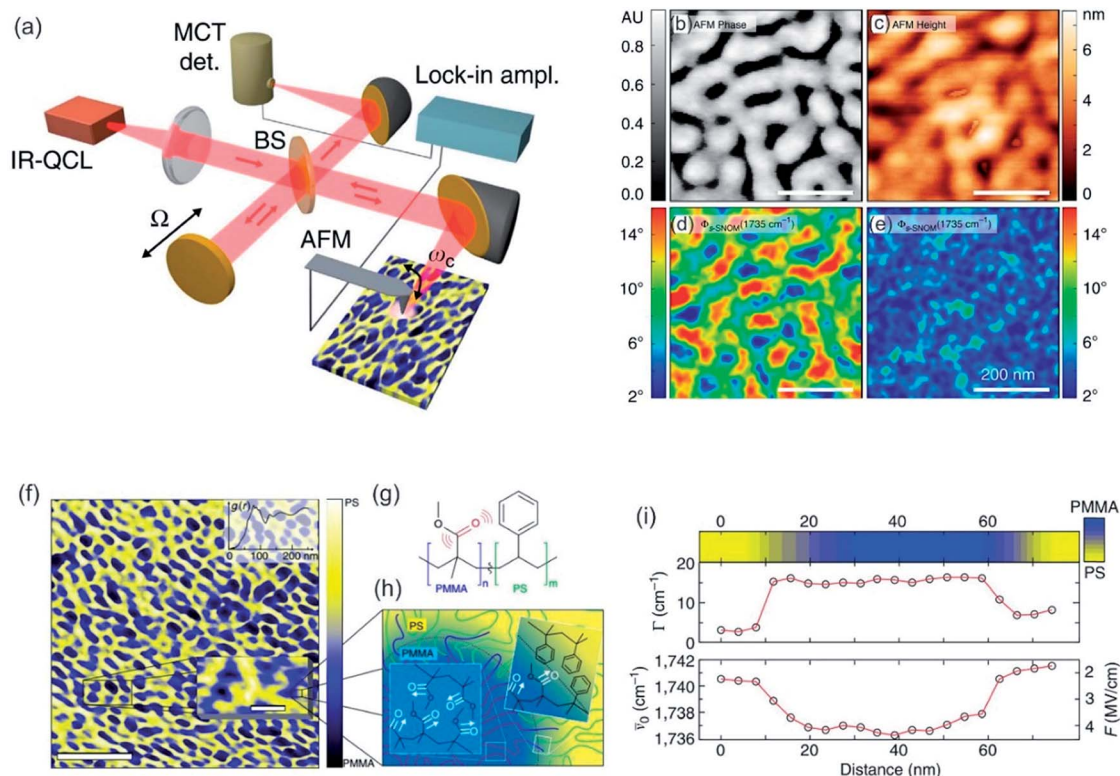 (a)
MCT
det.
Lock-in ampl.
IR-QCL
BS
Ω
AFM
ωc
AU
(b) AFM Phase
0.8
0.6
0.4
0.2
0.0
(c) AFM Height
nm
6
4
2
0
(d) Φs-SNOM(1735 cm⁻¹)
14°
10°
6°
2°
(e) Φs-SNOM(1735 cm⁻¹)
14°
10°
6°
2°
200 nm
(f)
PS
PMMA
g(r)
0 100 200 nm
(g)
O
O
PMMA
n
PS
m
(h)
PS
PMMA
(i)
0 20 40 60
PMMA
PS
20
10
0
Γ (cm⁻¹)
1,742
1,739
1,736
ν̄0 (cm⁻¹)
2
3
4
F (MV/cm)
0 20 40 60
Distance (nm)